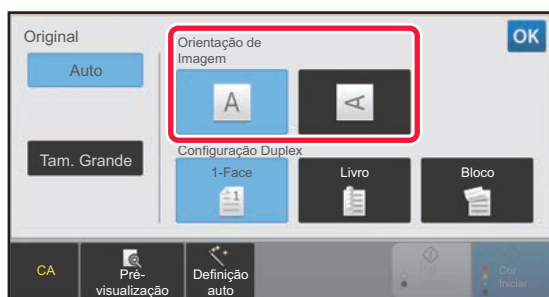 Original
Orientação de
Imagem
OK
Auto
A
A
Tam. Grande
Configuração Duplex
1-Face
1
Livro
Bloco
CA
Pré-
visualização
Definição
auto
Cor
Iniciar